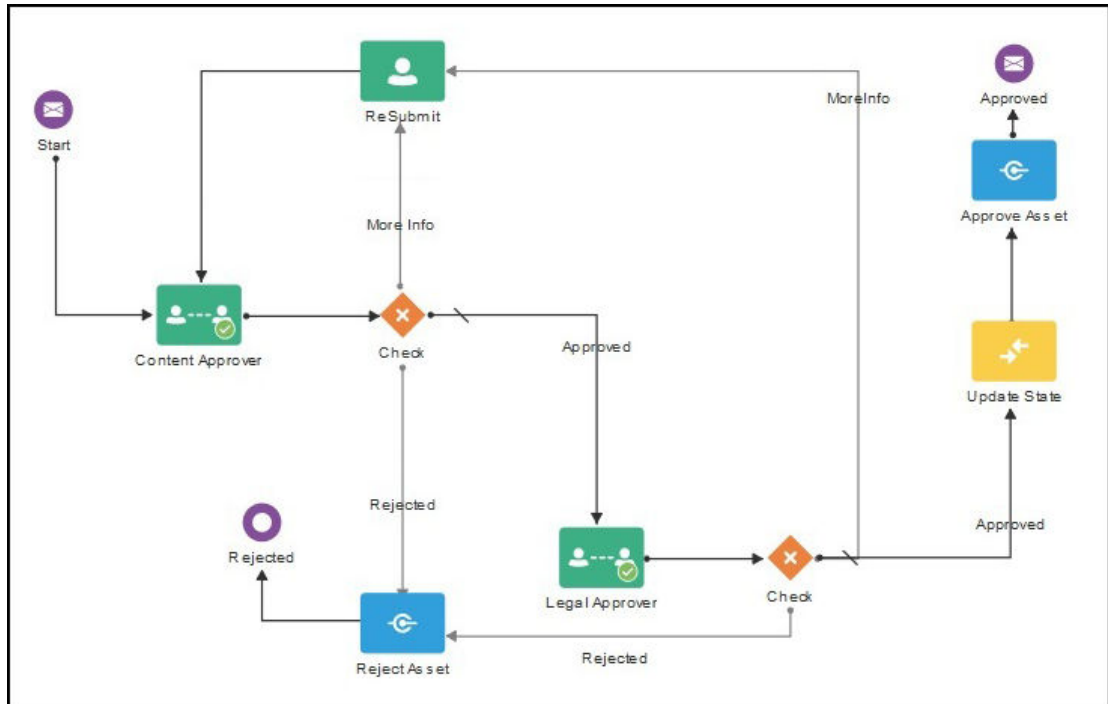 ReSubmit
MoreInfo
Approved
Start
Approve Asset
More Info
Content Approver
Check
Approved
Update State
Rejected
Approved
Rejected
Legal Approver
Check
Reject Asset
Rejected